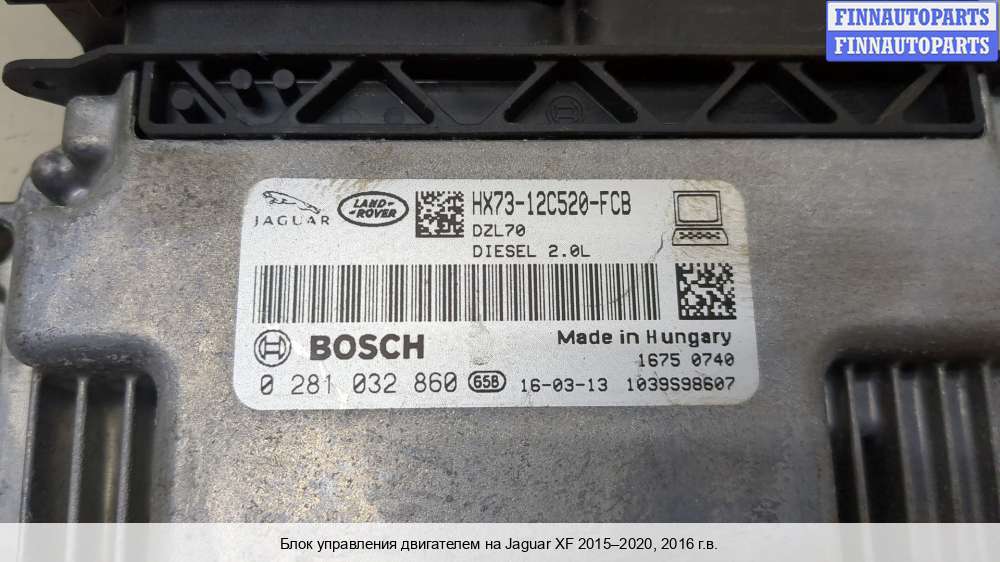 FINNAUTOPARTS
FINNAUTOPARTS
JAGUAR
LAND-
-ROVER
HX73-12C520-FCB
DZL70
DIESEL 2.0L
BOSCH
Made in Hungary
1675 0740
0 281 032 860 65B 16-03-13 1039S98607
Блок управления двигателем на Jaguar XF 2015–2020, 2016 г.в.